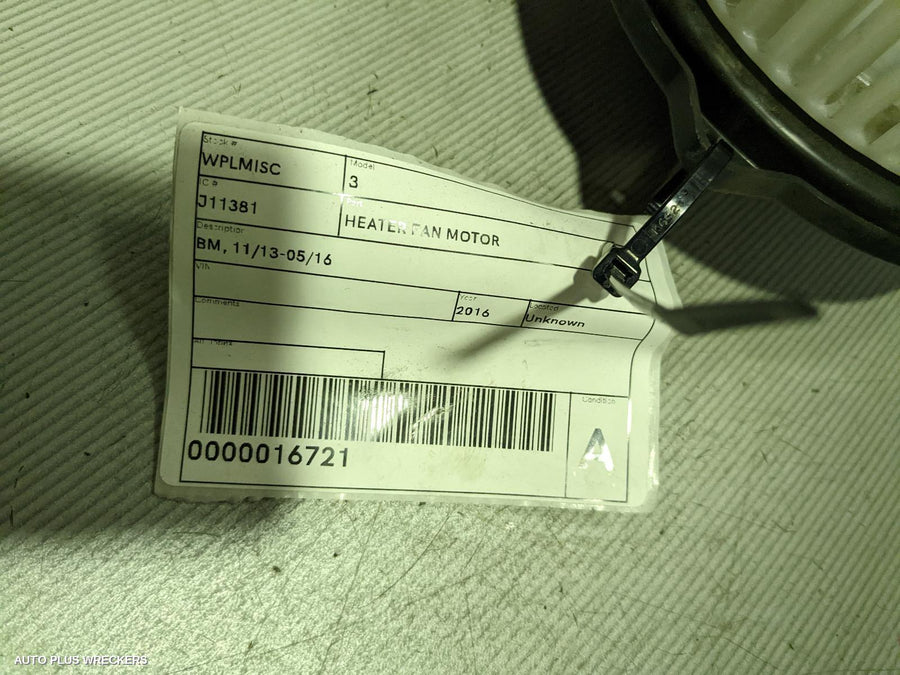 Stock #
WPLMISC
Model
3
IC #
J11381
Part
HEATER FAN MOTOR
Description
BM, 11/13-05/16
VIN
Comments
Year
2016
Located
Unknown
Condition
A
0000016721
AUTO PLUS WRECKERS